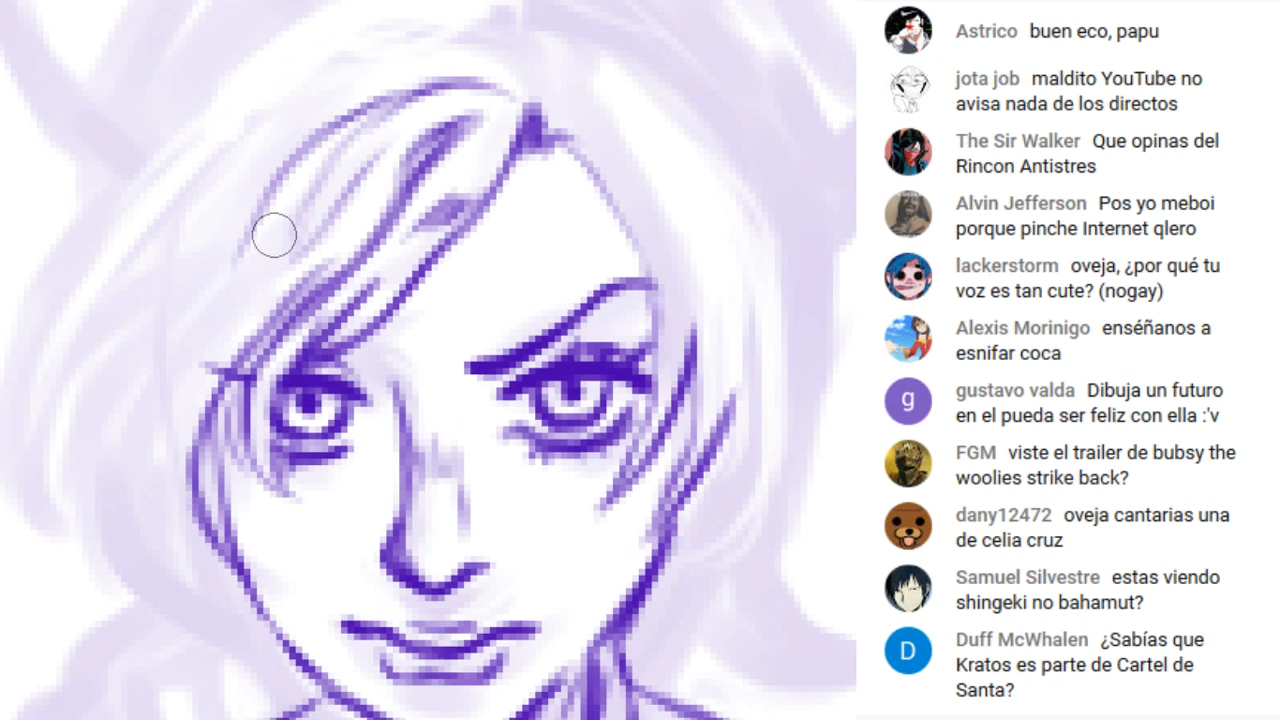 Astrico buen eco, papu
jota job maldito YouTube no
avisa nada de los directos
The Sir Walker Que opinas del
Rincon Antistres
Alvin Jefferson Pos yo meboi
porque pinche Internet qlero
lackerstorm oveja, ¿por qué tu
voz es tan cute? (nogay)
Alexis Morinigo enséñanos a
esnifar coca
g
gustavo valda Dibuja un futuro
en el pueda ser feliz con ella :'v
FGM viste el trailer de bubsy the
woolies strike back?
dany12472 oveja cantarias una
de celia cruz
Samuel Silvestre estas viendo
shingeki no bahamut?
D
Duff McWhalen ¿Sabías que
Kratos es parte de Cartel de
Santa?